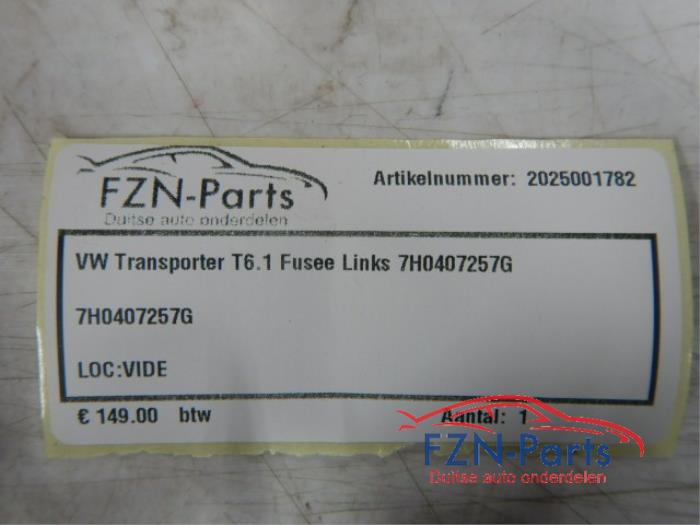 FZN-Parts
Duitse auto onderdelen
Artikelnummer: 2025001782
VW Transporter T6.1 Fusee Links 7H0407257G
7H0407257G
LOC:VIDE
€ 149.00 btw
Aantal: 1
FZN-Parts
Duitse auto onderdelen